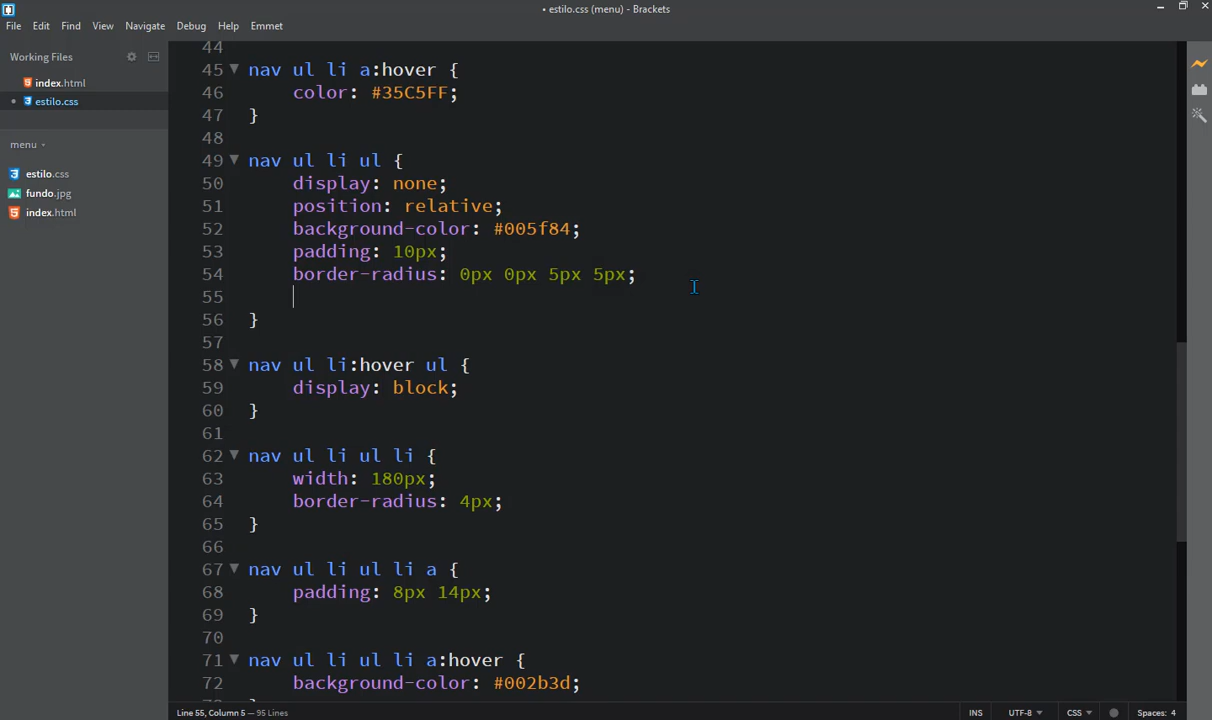 • estilo.css (menu) - Brackets
File Edit Find View Navigate Debug Help Emmet
Working Files
index.html
• estilo.css
menu
estilo.css
fundo.jpg
index.html
44
45 nav ul li a:hover {
46 color: #35C5FF;
47 }
48
49 nav ul li ul {
50 display: none;
51 position: relative;
52 background-color: #005f84;
53 padding: 10px;
54 border-radius: 0px 0px 5px 5px;
55
56 }
57
58 nav ul li:hover ul {
59 display: block;
60 }
61
62 nav ul li ul li {
63 width: 180px;
64 border-radius: 4px;
65 }
66
67 nav ul li ul li a {
68 padding: 8px 14px;
69 }
70
71 nav ul li ul li a:hover {
72 background-color: #002b3d;
Line 55, Column 5 — 95 Lines
INS UTF-8 CSS Spaces: 4